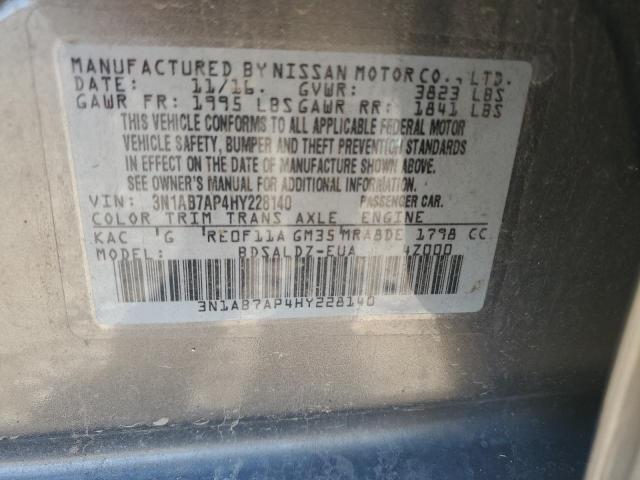 MANUFACTURED BY NISSAN MOTOR CO., LTD.
DATE: 11/16. GVWR: 3823 LBS
GAWR FR: 1995 LBS GAWR RR: 1841 LBS
THIS VEHICLE CONFORMS TO ALL APPLICABLE FEDERAL MOTOR
VEHICLE SAFETY, BUMPER AND THEFT PREVENTION STANDARDS
IN EFFECT ON THE DATE OF MANUFACTURE SHOWN ABOVE.
SEE OWNER'S MANUAL FOR ADDITIONAL INFORMATION.
VIN: 3N1AB7AP4HY228140 PASSENGER CAR.
COLOR TRIM TRANS AXLE ENGINE
KAC 'G 'RE0F11A GM35 MRA8DE 1798 CC
MODEL: BDSALDZ-EUA 4Z000
3N1AB7AP4HY228140